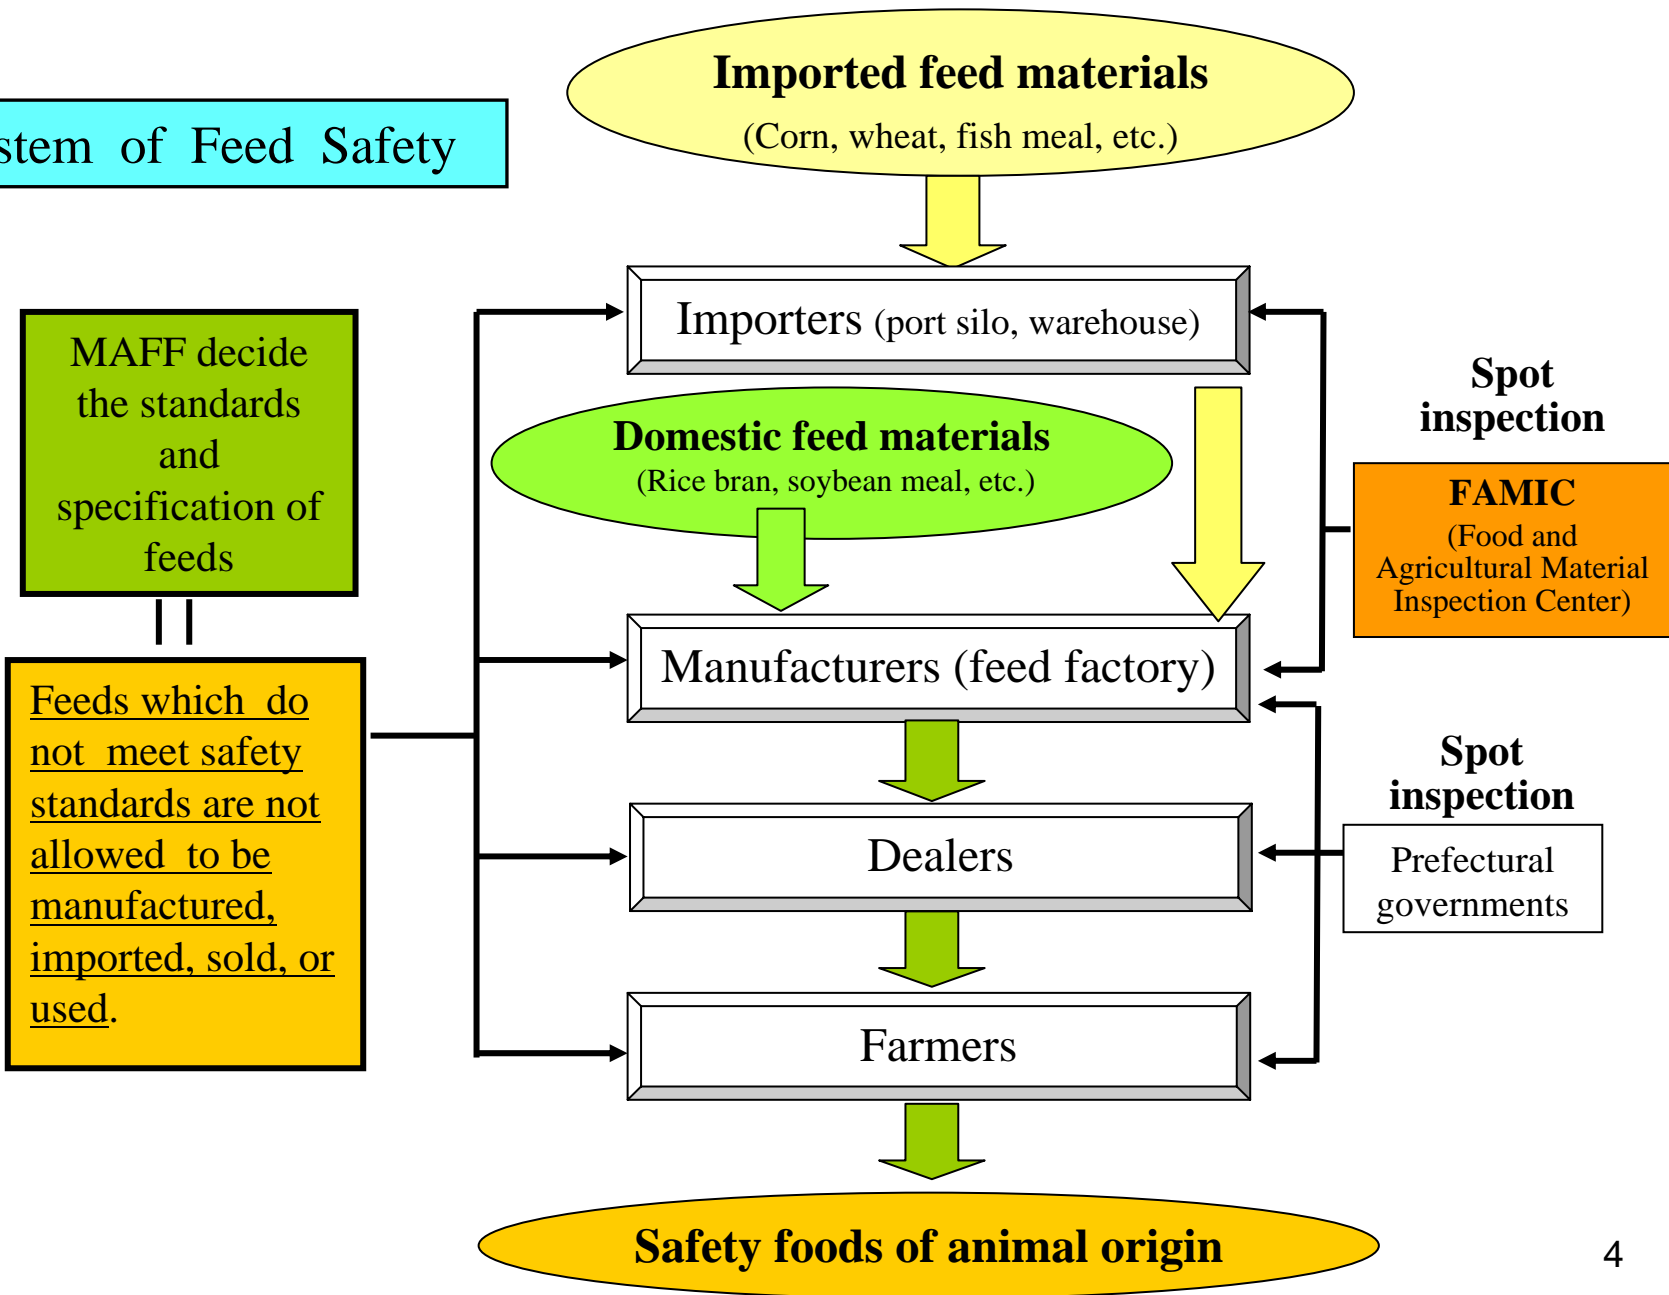 Imported feed materials
(Corn, wheat, fish meal, etc.)
of Feed Safety
Importers (port silo, warehouse)
MAFF decide
the standards
and
specification of
feeds
Spot
inspection
Domestic feed materials
(Rice bran, soybean meal, etc.)
FAMIC
(Food and
Agricultural Material
Inspection Center)
Manufacturers (feed factory)
Feeds which do
not meet safety
standards are not
allowed to be
manufactured,
imported, sold, or
used.
Spot
inspection
Dealers
Prefectural
governments
Farmers
Safety foods of animal origin
4